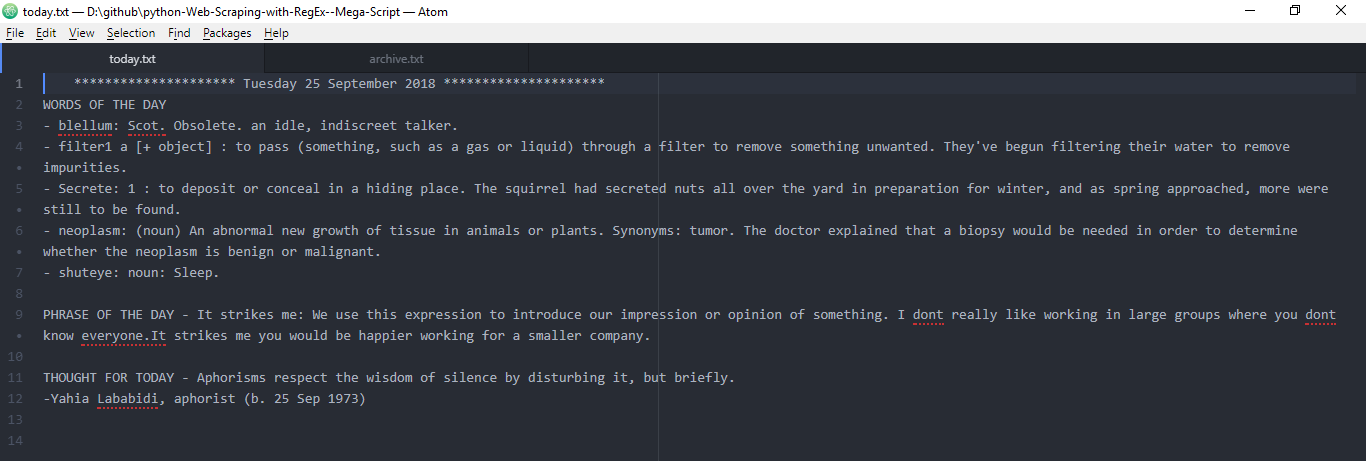 today.txt — D:\github\python-Web-Scraping-with-RegEx--Mega-Script — Atom
File Edit View Selection Find Packages Help
today.txt archive.txt
1 ********************* Tuesday 25 September 2018 *********************
2 WORDS OF THE DAY
3 - blellum: Scot. Obsolete. an idle, indiscreet talker.
4 - filter1 a [+ object] : to pass (something, such as a gas or liquid) through a filter to remove something unwanted. They've begun filtering their water to remove
• impurities.
5 - Secrete: 1 : to deposit or conceal in a hiding place. The squirrel had secreted nuts all over the yard in preparation for winter, and as spring approached, more were
• still to be found.
6 - neoplasm: (noun) An abnormal new growth of tissue in animals or plants. Synonyms: tumor. The doctor explained that a biopsy would be needed in order to determine
• whether the neoplasm is benign or malignant.
7 - shuteye: noun: Sleep.
8
9 PHRASE OF THE DAY - It strikes me: We use this expression to introduce our impression or opinion of something. I dont really like working in large groups where you dont
• know everyone.It strikes me you would be happier working for a smaller company.
10
11 THOUGHT FOR TODAY - Aphorisms respect the wisdom of silence by disturbing it, but briefly.
12 -Yahia Lababidi, aphorist (b. 25 Sep 1973)
13
14